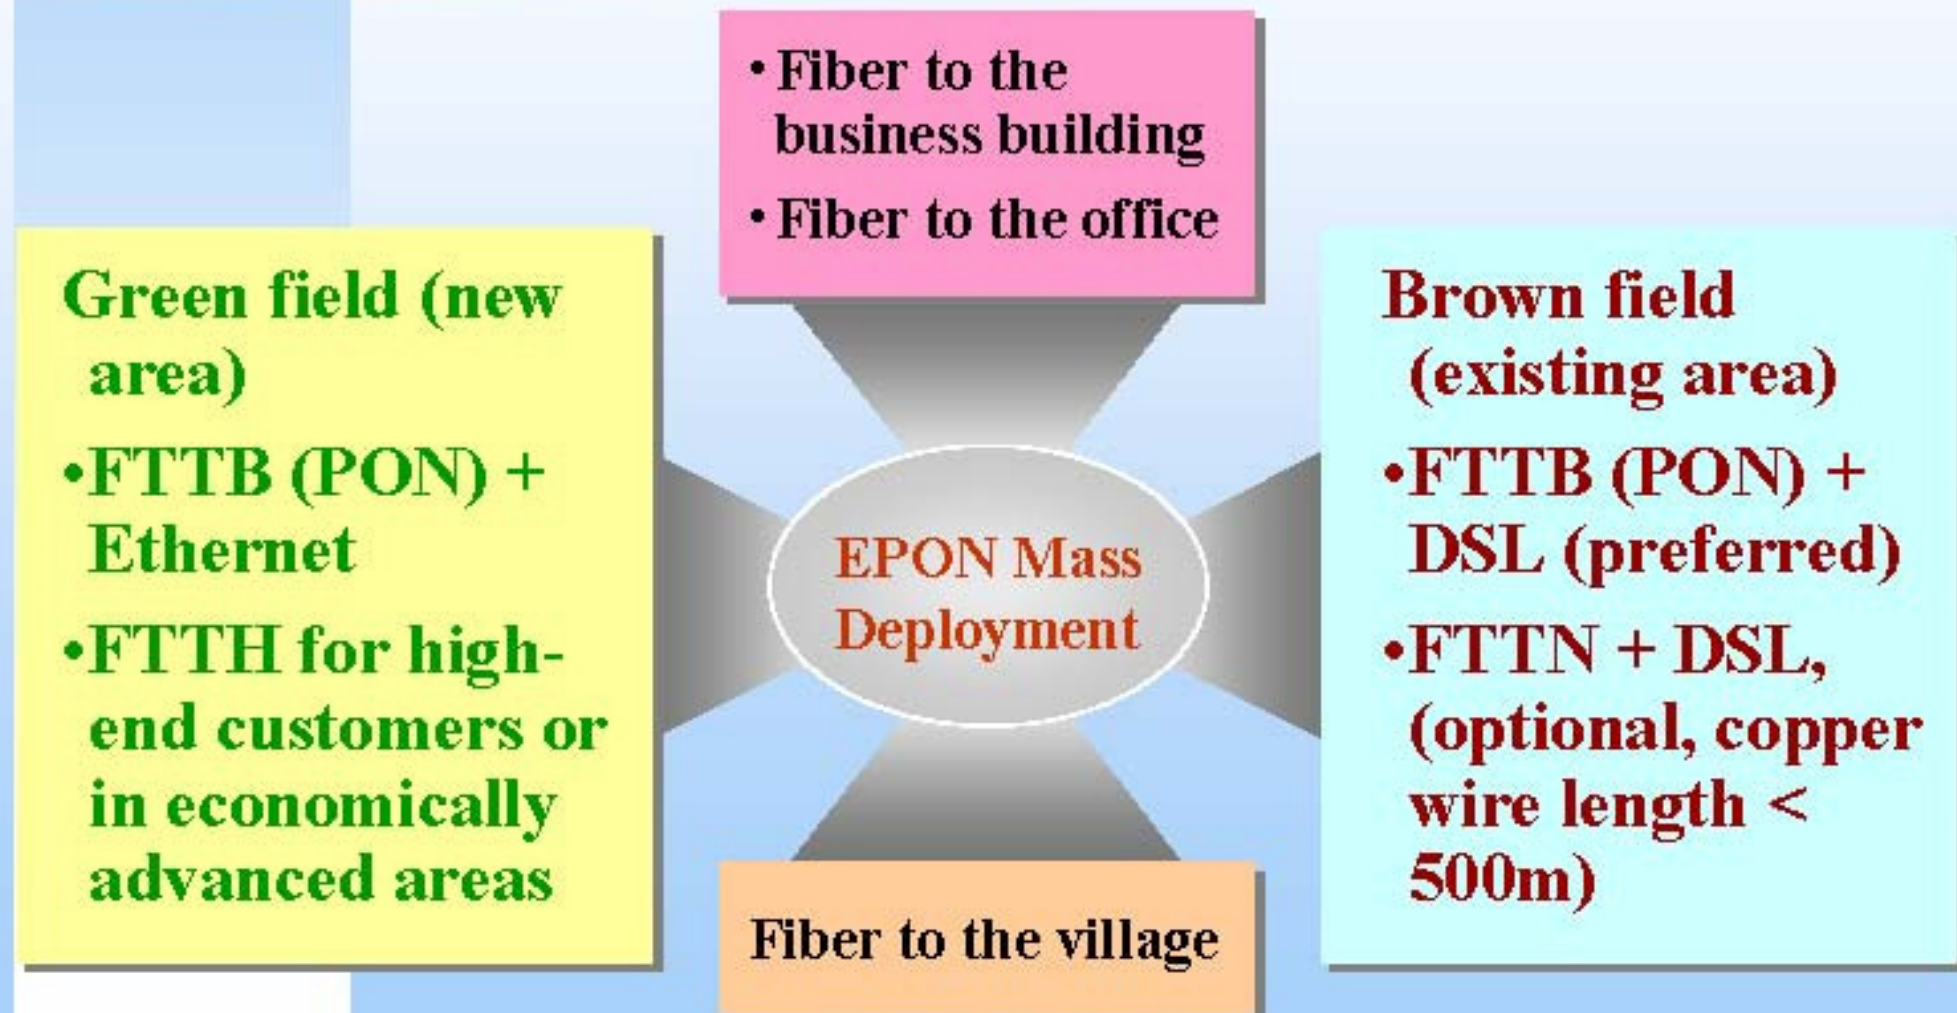 • Fiber to the
business building
• Fiber to the office
Green field (new
area)
•FTTB (PON) +
Ethernet
•FTTH for high-
end customers or
in economically
advanced areas
EPON Mass
Deployment
Brown field
(existing area)
•FTTB (PON) +
DSL (preferred)
•FTTN + DSL,
(optional, copper
wire length <
500m)
Fiber to the village